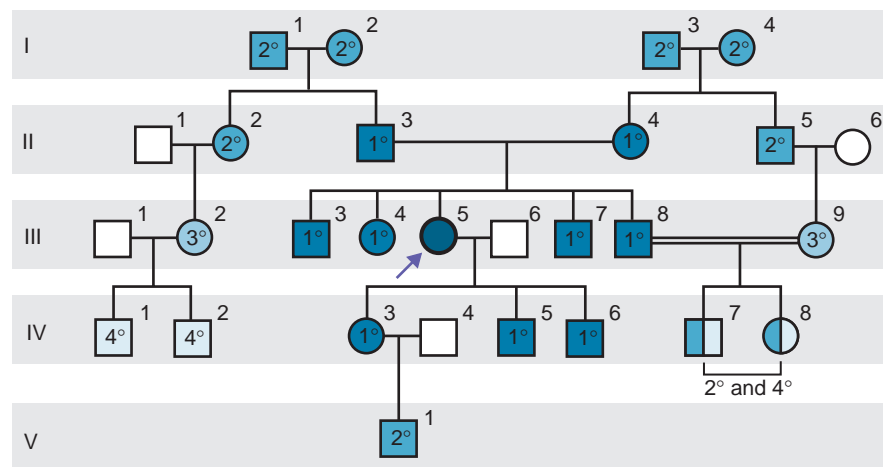 1 2 3 4
I 2° 2° 2° 2°
1 2 3 4 5 6
II 2° 1° 1° 2°
1 2 3 4 5 6 7 8 9
III 3° 1° 1° 1° 1° 3°
1 2 3 4 5 6 7 8
IV 4° 4° 1° 1° 1°
2° and 4°
1
V 2°